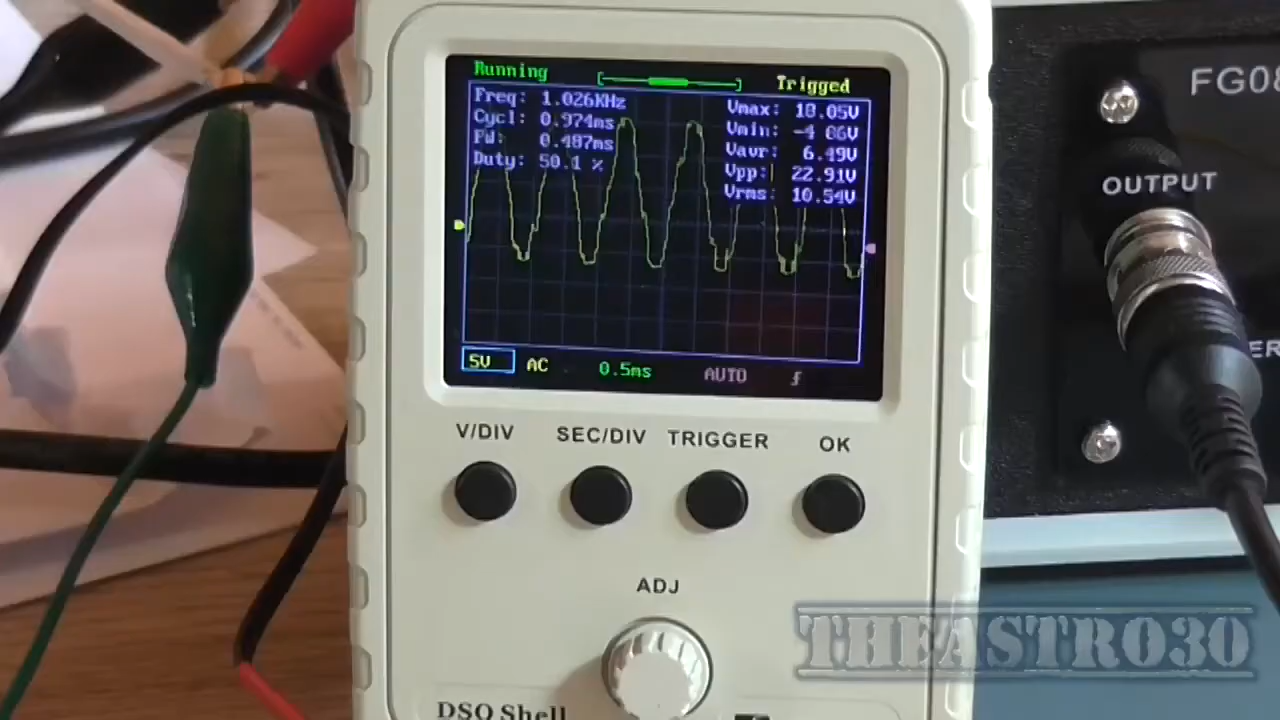 Running
Trigged
Freq: 1.026KHz
Cycl: 0.974ms
PW: 0.487ms
Duty: 50.1 %
Vmax: 18.05V
Vmin: -4 86V
Vavr: 6.49V
Vpp: 22.91V
Vrms: 10.54V
5V AC 0.5ms AUTO
V/DIV SEC/DIV TRIGGER OK
ADJ
DSO Shell
OUTPUT
THEASTRO30